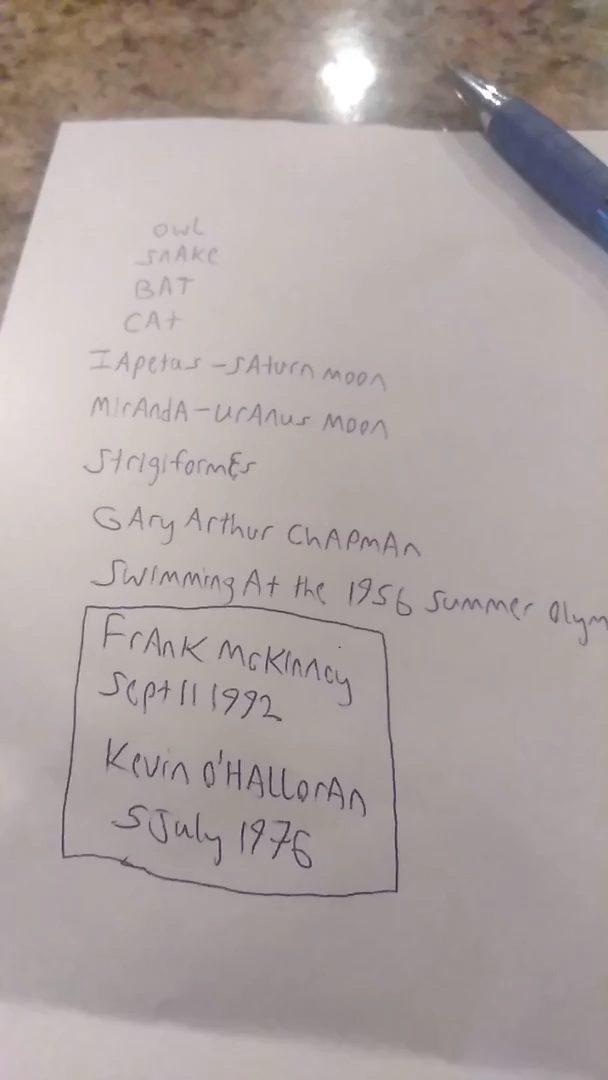 OWL
SNAKE
BAT
CAt
IApetus - SAturn moon
MirAndA - UrAnus Moon
StrigiformEs
GAry Arthur ChAPmAn
Swimming At the 1956 Summer Olym
FrAnK McKinney
Sept 11 1992
Kevin O'HAllorAn
5 July 1976